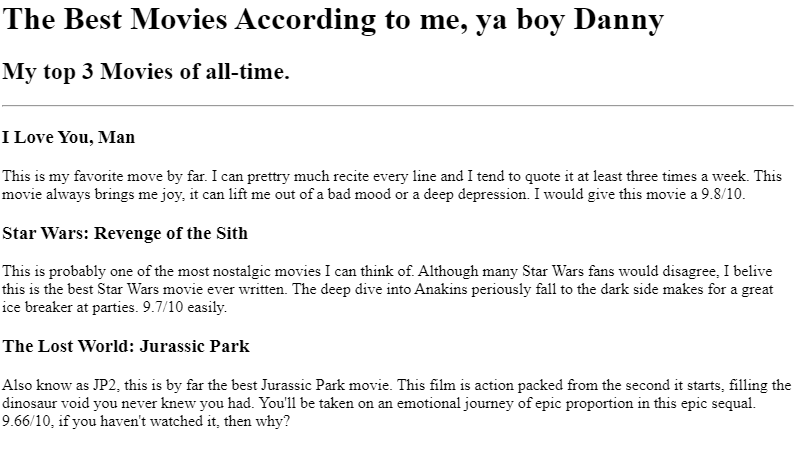 The Best Movies According to me, ya boy Danny
My top 3 Movies of all-time.
I Love You, Man
This is my favorite move by far. I can prettry much recite every line and I tend to quote it at least three times a week. This
movie always brings me joy, it can lift me out of a bad mood or a deep depression. I would give this movie a 9.8/10.
Star Wars: Revenge of the Sith
This is probably one of the most nostalgic movies I can think of. Although many Star Wars fans would disagree, I belive
this is the best Star Wars movie ever written. The deep dive into Anakins periously fall to the dark side makes for a great
ice breaker at parties. 9.7/10 easily.
The Lost World: Jurassic Park
Also know as JP2, this is by far the best Jurassic Park movie. This film is action packed from the second it starts, filling the
dinosaur void you never knew you had. You'll be taken on an emotional journey of epic proportion in this epic sequal.
9.66/10, if you haven't watched it, then why?